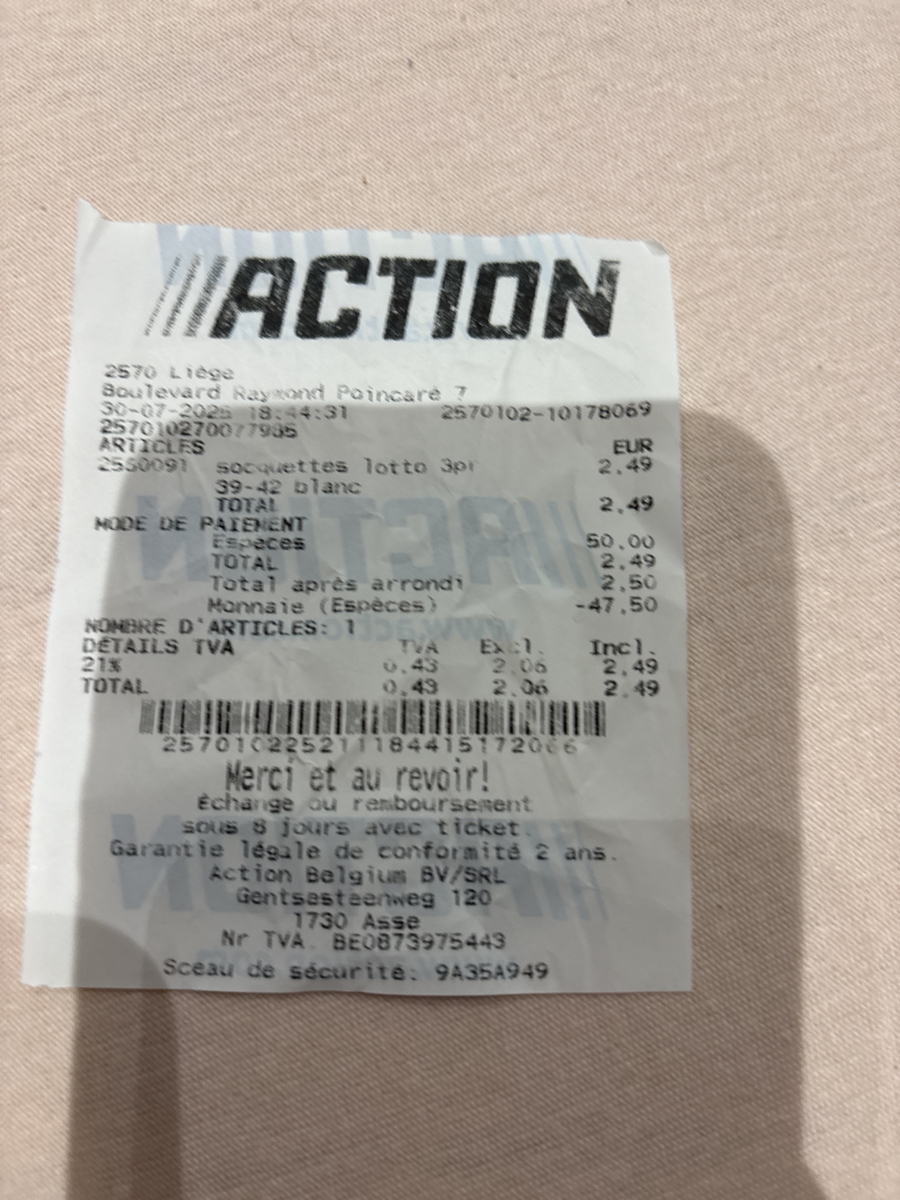 ACTION
2570 Liège
Boulevard Raymond Poincaré 7
30-07-2025 18:44:31 2570102-10178069
257010270077985
ARTICLES EUR
2550091 socquettes lotto 3pr 2,49
39-42 blanc
TOTAL 2,49
MODE DE PAIEMENT
Espèces 50,00
TOTAL 2,49
Total après arrondi 2,50
Monnaie (Espèces) -47,50
NOMBRE D'ARTICLES: 1
DÉTAILS TVA TVA Excl. Incl.
21% 0,43 2,06 2,49
TOTAL 0,43 2,06 2,49
257010225211184415172066
Merci et au revoir!
Échange ou remboursement
sous 8 jours avec ticket.
Garantie légale de conformité 2 ans.
Action Belgium BV/SRL
Gentsesteenweg 120
1730 Asse
Nr TVA. BE0873975443
Sceau de sécurité: 9A35A949